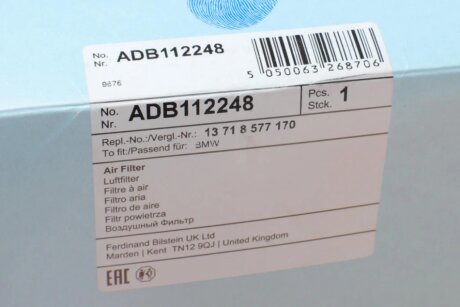 No. Nr. ADB112248
9676
5 050063 268706
No. Nr. ADB112248
Pcs. Stck. 1
Repl.-No.:/Vergl.-Nr.: 13 71 8 577 170
To fit:/Passend für: BMW
Air Filter
Luftfilter
Filtre à air
Filtro aria
Filtro de aire
Filtr powietrza
Воздушный Фильтр
Ferdinand Bilstein UK Ltd
Marden | Kent TN12 9QJ | United Kingdom
EAC